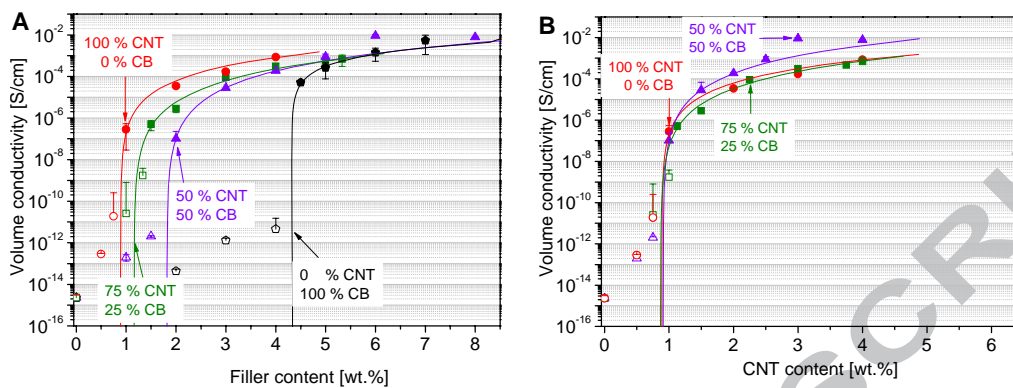 A
Volume conductivity [S/cm]
10^-2
10^-4
10^-6
10^-8
10^-10
10^-12
10^-14
10^-16
100 % CNT
0 % CB
50 % CNT
50 % CB
75 % CNT
25 % CB
0 % CNT
100 % CB
0 1 2 3 4 5 6 7 8
Filler content [wt.%]
B
Volume conductivity [S/cm]
10^-2
10^-4
10^-6
10^-8
10^-10
10^-12
10^-14
10^-16
50 % CNT
50 % CB
100 % CNT
0 % CB
75 % CNT
25 % CB
0 1 2 3 4 5 6
CNT content [wt.%]
SCRI